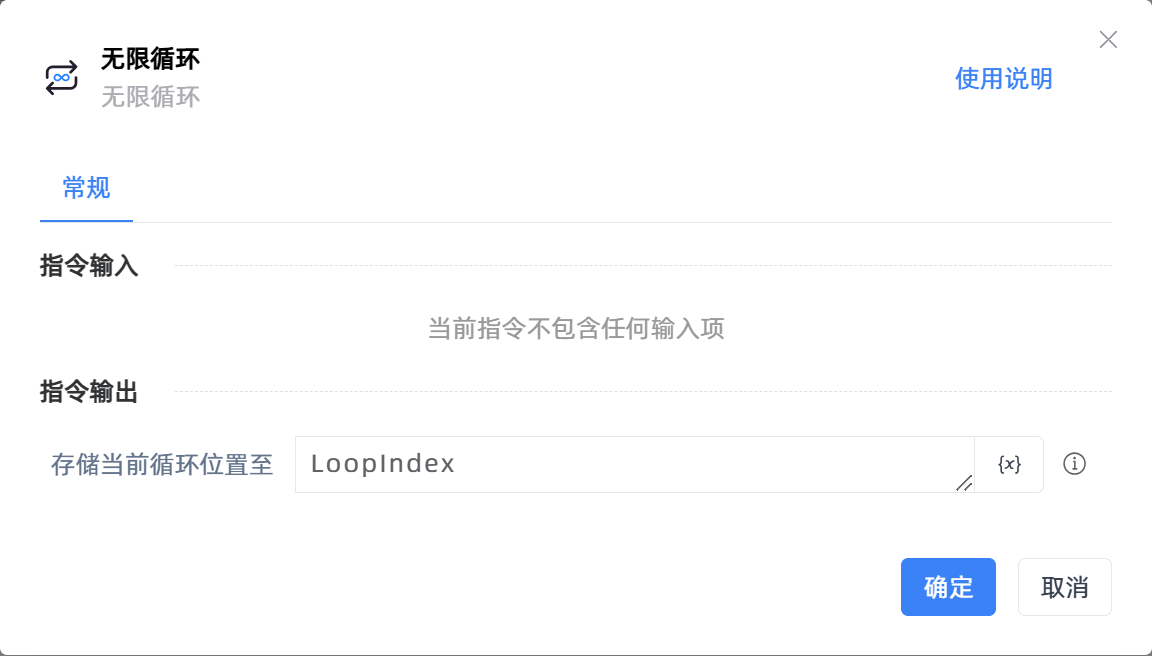 无限循环
无限循环
使用说明
常规
指令输入
当前指令不包含任何输入项
指令输出
存储当前循环位置至
LoopIndex
{x}
确定
取消